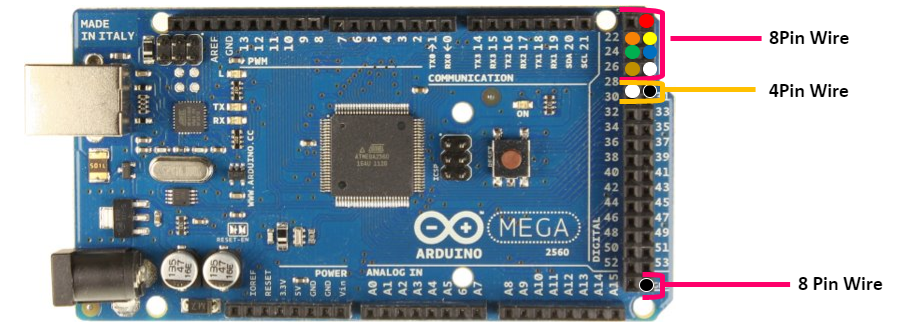 MADE
IN ITALY
AREF
GND
13
12
11
10
9
8
7
6
5
4
3
2
TX0→1
RX0←0
TX3 14
RX3 15
TX2 16
RX2 17
TX1 18
RX1 19
SDA 20
SCL 21
PWM
COMMUNICATION
L
TX
RX
ON
WWW.ARDUINO.CC
ATMEGA2560
ICSP
RESET-EN
ARDUINO
MEGA
2560
DIGITAL
22
24
26
28
30
32 33
34 35
36 37
38 39
40 41
42 43
44 45
46 47
48 49
50 51
52 53
IOREF
RESET
3.3V
5V
GND
GND
Vin
POWER
ANALOG IN
A0
A1
A2
A3
A4
A5
6
A7
A8
A9
A10
A11
A12
A13
A14
A15
8Pin Wire
4Pin Wire
8 Pin Wire